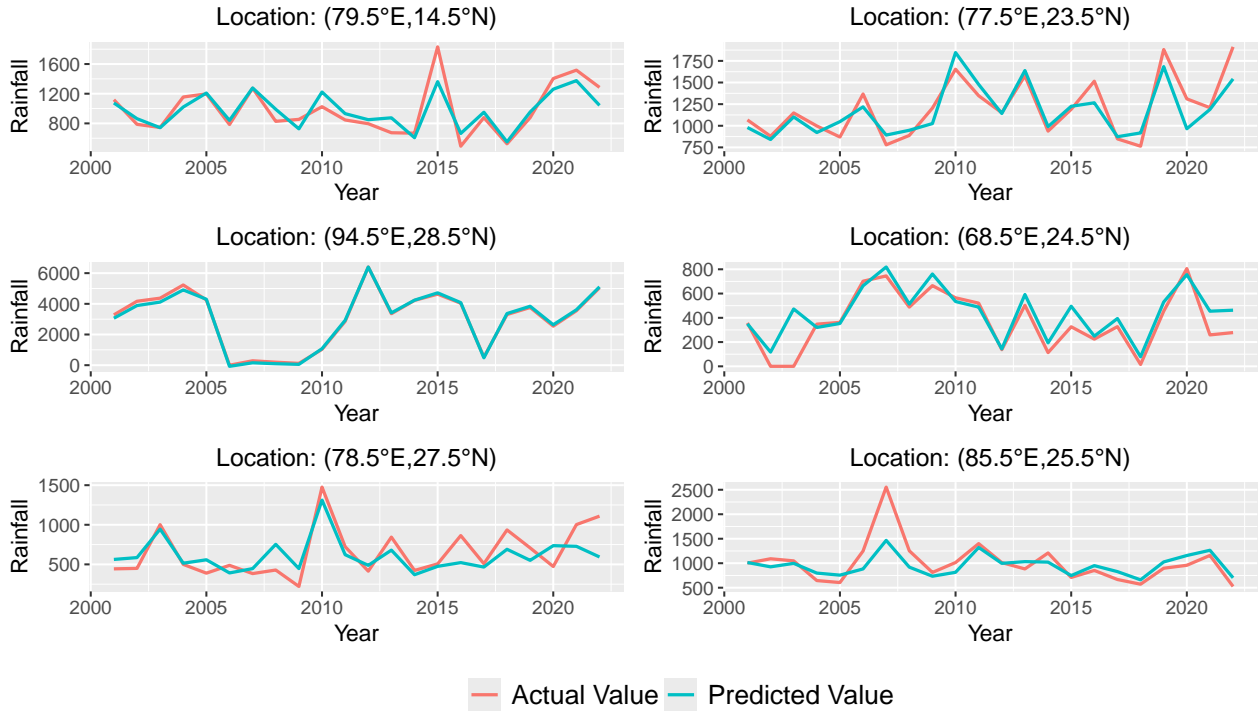 Location: (79.5°E,14.5°N)
Rainfall
1600
1200
800
2000 2005 2010 2015 2020
Year
Location: (77.5°E,23.5°N)
Rainfall
1750
1500
1250
1000
750
2000 2005 2010 2015 2020
Year
Location: (94.5°E,28.5°N)
Rainfall
6000
4000
2000
0
2000 2005 2010 2015 2020
Year
Location: (68.5°E,24.5°N)
Rainfall
800
600
400
200
0
2000 2005 2010 2015 2020
Year
Location: (78.5°E,27.5°N)
Rainfall
1500
1000
500
2000 2005 2010 2015 2020
Year
Location: (85.5°E,25.5°N)
Rainfall
2500
2000
1500
1000
500
2000 2005 2010 2015 2020
Year
Actual Value Predicted Value